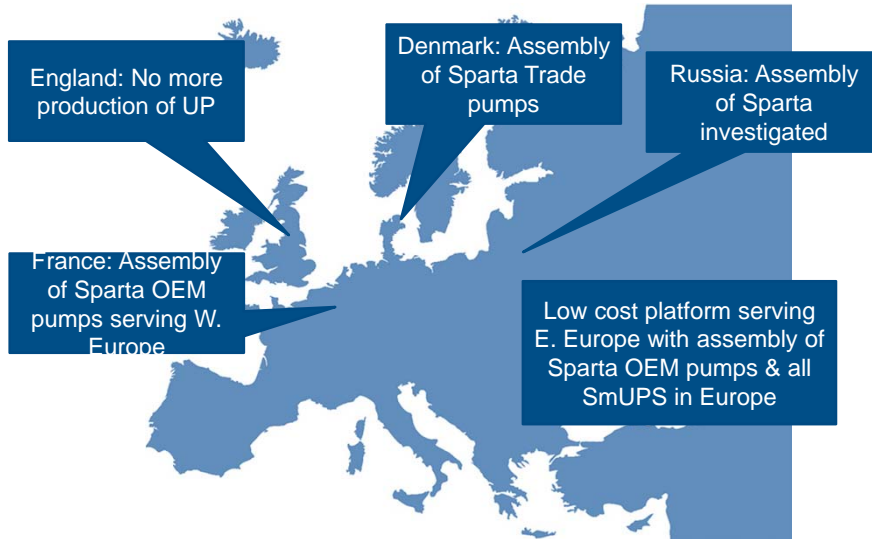 England: No more
production of UP
Denmark: Assembly
of Sparta Trade
pumps
Russia: Assembly
of Sparta
investigated
France: Assembly
of Sparta OEM
pumps serving W.
Europe
Low cost platform serving
E. Europe with assembly of
Sparta OEM pumps & all
SmUPS in Europe